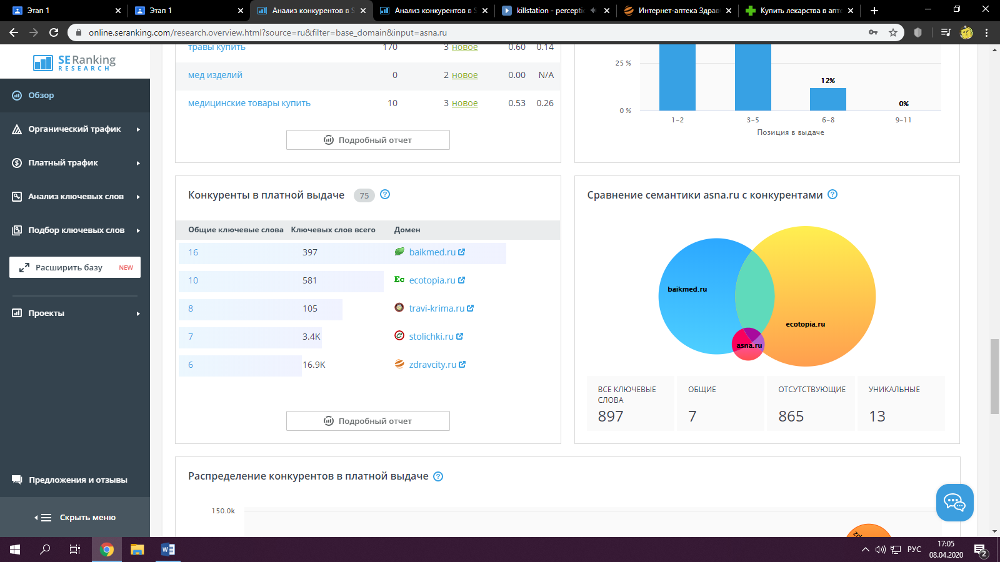 Этап 1
Этап 1
Анализ конкурентов в S
Анализ конкурентов в S
killstation - percepti
Интернет-аптека Здрав
Купить лекарства в апте
online.seranking.com/research.overview.html?source=ru&filter=base_domain&input=asna.ru
SE Ranking
RESEARCH
Обзор
Органический трафик
Платный трафик
Анализ ключевых слов
Подбор ключевых слов
Расширить базу NEW
Проекты
Предложения и отзывы
Скрыть меню
травы купить 170 3 новое 0.60 0.14
мед изделий 0 2 новое 0.00 N/A
медицинские товары купить 10 3 новое 0.53 0.26
Подробный отчет
25 %
0 %
12%
0%
1–2 3–5 6–8 9–11
Позиция в выдаче
Конкуренты в платной выдаче 75 ?
Общие ключевые слова Ключевых слов всего Домен
16 397 baikmed.ru
10 581 Ec ecotopia.ru
8 105 travi-krima.ru
7 3.4K stolichki.ru
6 16.9K zdravcity.ru
Подробный отчет
Сравнение семантики asna.ru с конкурентами ?
baikmed.ru
ecotopia.ru
asna.ru
ВСЕ КЛЮЧЕВЫЕ
СЛОВА
897
ОБЩИЕ
7
ОТСУТСТВУЮЩИЕ
865
УНИКАЛЬНЫЕ
13
Распределение конкурентов в платной выдаче ?
150.0k
РУС
17:05
08.04.2020
2